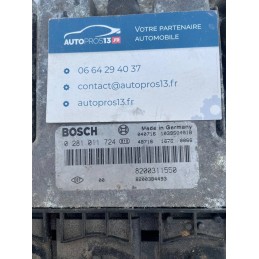 AUTOPROS13.FR
VOTRE PARTENAIRE
AUTOMOBILE
06 64 29 40 37
contact@autopros13.fr
autopros13.fr
BOSCH
Made in Germany
0 281 011 724
8200311550